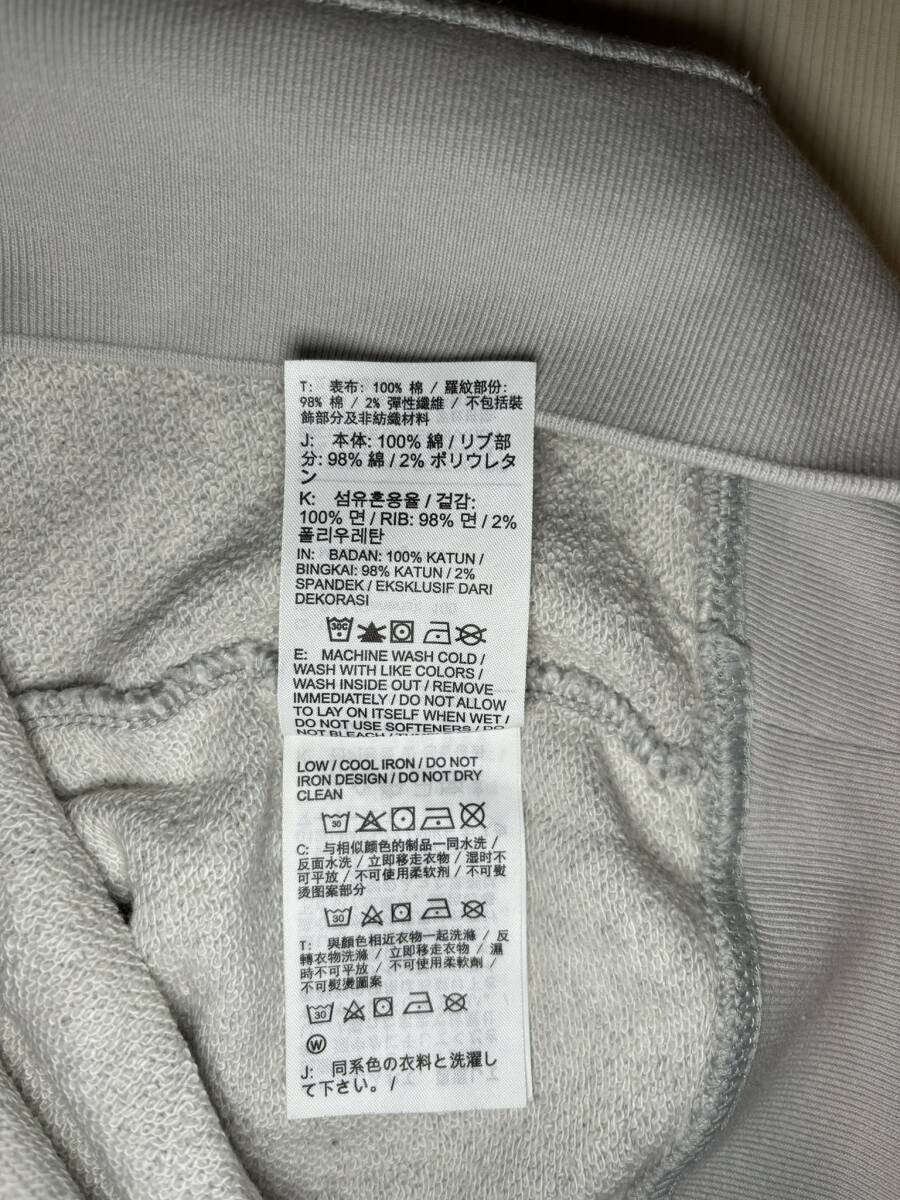 T: 表布: 100% 棉 / 羅紋部份:
98% 棉 / 2% 彈性纖維 / 不包括裝
飾部分及非紡織材料
J: 本体: 100% 綿 / リブ部
分: 98% 綿 / 2% ポリウレタ
ン
K: 섬유혼용율 / 겉감:
100% 면 / RIB: 98% 면 / 2%
폴리우레탄
IN: BADAN: 100% KATUN /
BINGKAI: 98% KATUN / 2%
SPANDEK / EKSKLUSIF DARI
DEKORASI
30C
E: MACHINE WASH COLD /
WASH WITH LIKE COLORS /
WASH INSIDE OUT / REMOVE
IMMEDIATELY / DO NOT ALLOW
TO LAY ON ITSELF WHEN WET /
DO NOT USE SOFTENERS / DO
NOT BLEACH /
LOW / COOL IRON / DO NOT
IRON DESIGN / DO NOT DRY
CLEAN
30
C: 与相似颜色的制品一同水洗 /
反面水洗 / 立即移走衣物 / 湿时不
可平放 / 不可使用柔软剂 / 不可熨
烫图案部分
30
T: 與顏色相近衣物一起洗滌 / 反
轉衣物洗滌 / 立即移走衣物 / 濕
時不可平放 / 不可使用柔軟劑 /
不可熨燙圖案
30
W
J: 同系色の衣料と洗濯し
て下さい。/